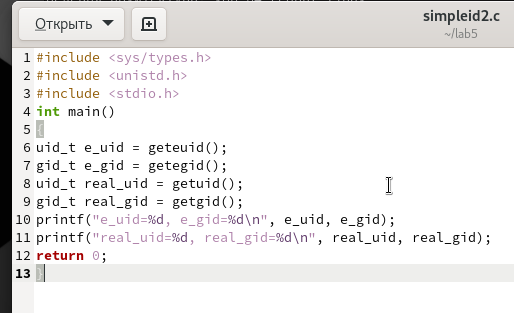 Открыть
simpleid2.c
~/lab5
1 #include <sys/types.h>
2 #include <unistd.h>
3 #include <stdio.h>
4 int main()
5 {
6 uid_t e_uid = geteuid();
7 gid_t e_gid = getegid();
8 uid_t real_uid = getuid();
9 gid_t real_gid = getgid();
10 printf("e_uid=%d, e_gid=%d\n", e_uid, e_gid);
11 printf("real_uid=%d, real_gid=%d\n", real_uid, real_gid);
12 return 0;
13 }